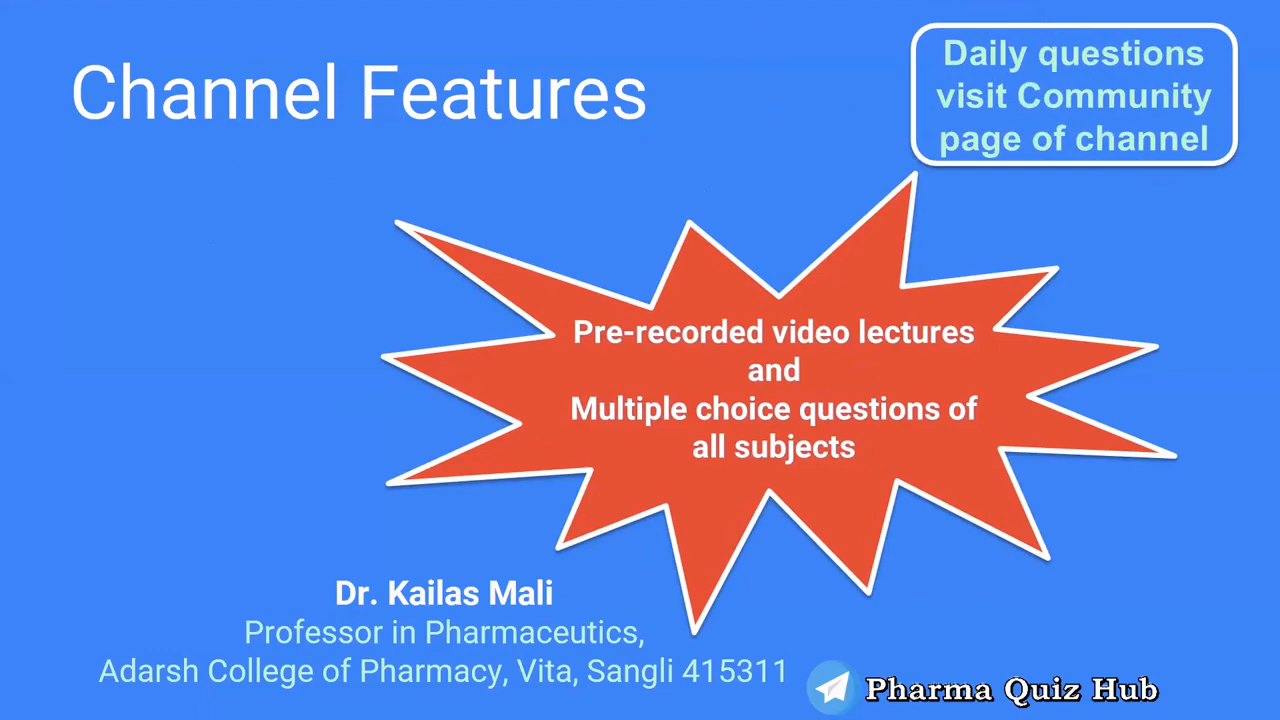 Channel Features
Daily questions
visit Community
page of channel
Pre-recorded video lectures
and
Multiple choice questions of
all subjects
Dr. Kailas Mali
Professor in Pharmaceutics,
Adarsh College of Pharmacy, Vita, Sangli 415311
Pharma Quiz Hub